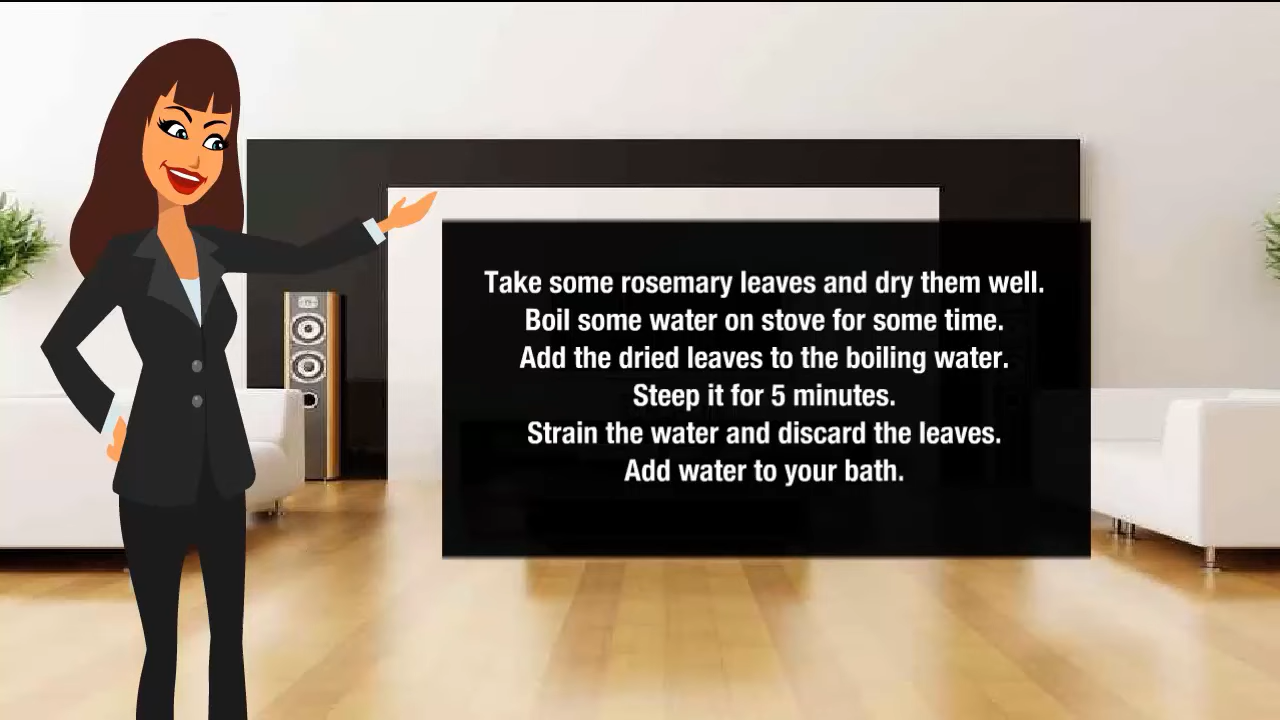 Take some rosemary leaves and dry them well.
Boil some water on stove for some time.
Add the dried leaves to the boiling water.
Steep it for 5 minutes.
Strain the water and discard the leaves.
Add water to your bath.